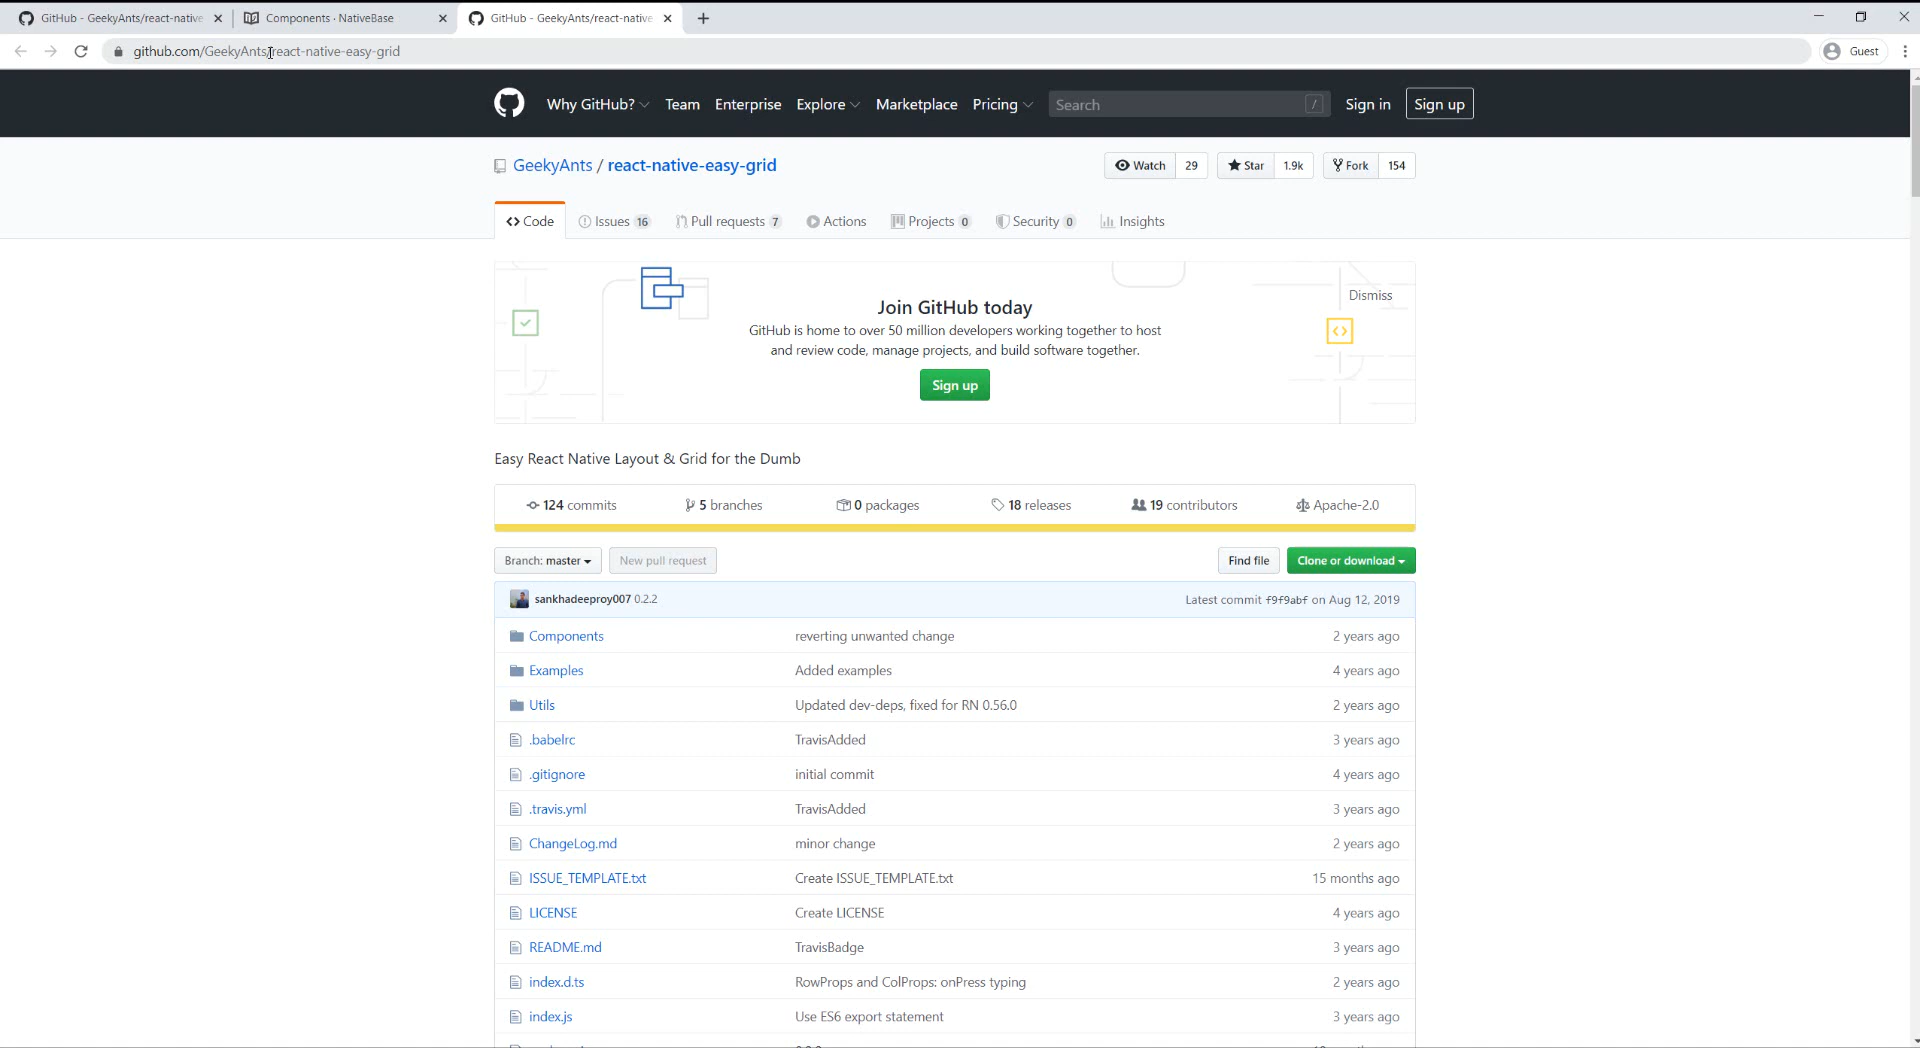 GitHub - GeekyAnts/react-native
Components · NativeBase
GitHub - GeekyAnts/react-native
github.com/GeekyAnts/react-native-easy-grid
Guest
Why GitHub?
Team
Enterprise
Explore
Marketplace
Pricing
Search
/
Sign in
Sign up
GeekyAnts / react-native-easy-grid
Watch 29
Star 1.9k
Fork 154
Code
Issues 16
Pull requests 7
Actions
Projects 0
Security 0
Insights
Join GitHub today
Dismiss
GitHub is home to over 50 million developers working together to host
and review code, manage projects, and build software together.
Sign up
Easy React Native Layout & Grid for the Dumb
124 commits
5 branches
0 packages
18 releases
19 contributors
Apache-2.0
Branch: master
New pull request
Find file
Clone or download
sankhadeeproy007 0.2.2
Latest commit f9f9abf on Aug 12, 2019
Components reverting unwanted change 2 years ago
Examples Added examples 4 years ago
Utils Updated dev-deps, fixed for RN 0.56.0 2 years ago
.babelrc TravisAdded 3 years ago
.gitignore initial commit 4 years ago
.travis.yml TravisAdded 3 years ago
ChangeLog.md minor change 2 years ago
ISSUE_TEMPLATE.txt Create ISSUE_TEMPLATE.txt 15 months ago
LICENSE Create LICENSE 4 years ago
README.md TravisBadge 3 years ago
index.d.ts RowProps and ColProps: onPress typing 2 years ago
index.js Use ES6 export statement 3 years ago